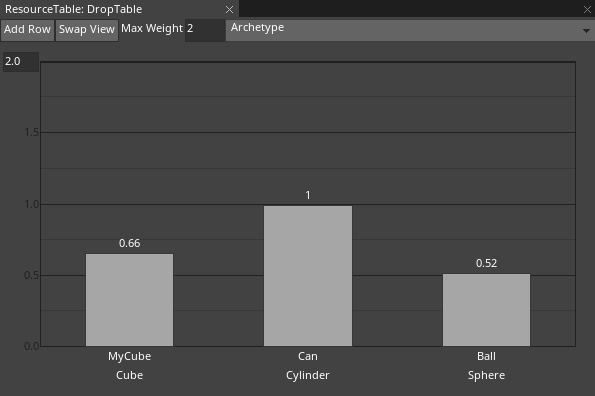 ResourceTable: DropTable
Add Row Swap View Max Weight 2 Archetype
2.0
1.5
1.0
0.5
0.0
0.66
1
0.52
MyCube Can Ball
Cube Cylinder Sphere